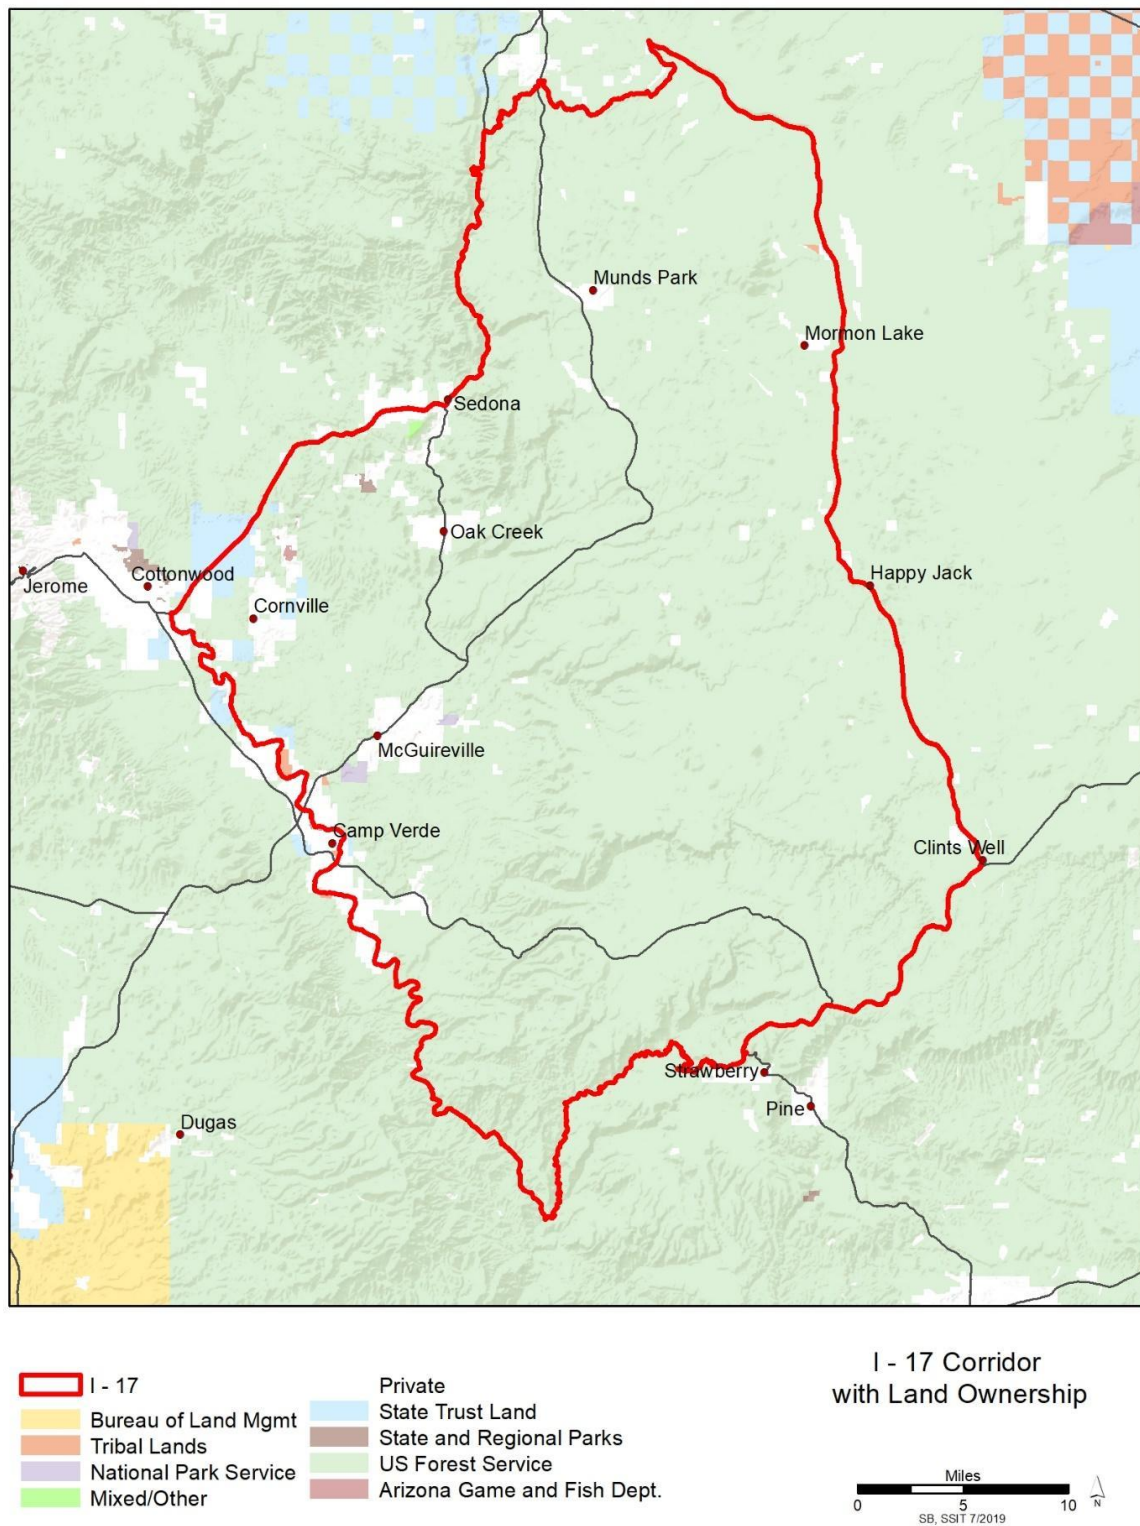 Munds Park
Mormon Lake
Sedona
Oak Creek
Happy Jack
Jerome
Cottonwood
Cornville
McGuireville
Camp Verde
Clints Well
Strawberry
Pine
Dugas
I - 17
Bureau of Land Mgmt
Tribal Lands
National Park Service
Mixed/Other
Private
State Trust Land
State and Regional Parks
US Forest Service
Arizona Game and Fish Dept.
I - 17 Corridor
with Land Ownership
Miles
0 5 10
N
SB, SSIT 7/2019